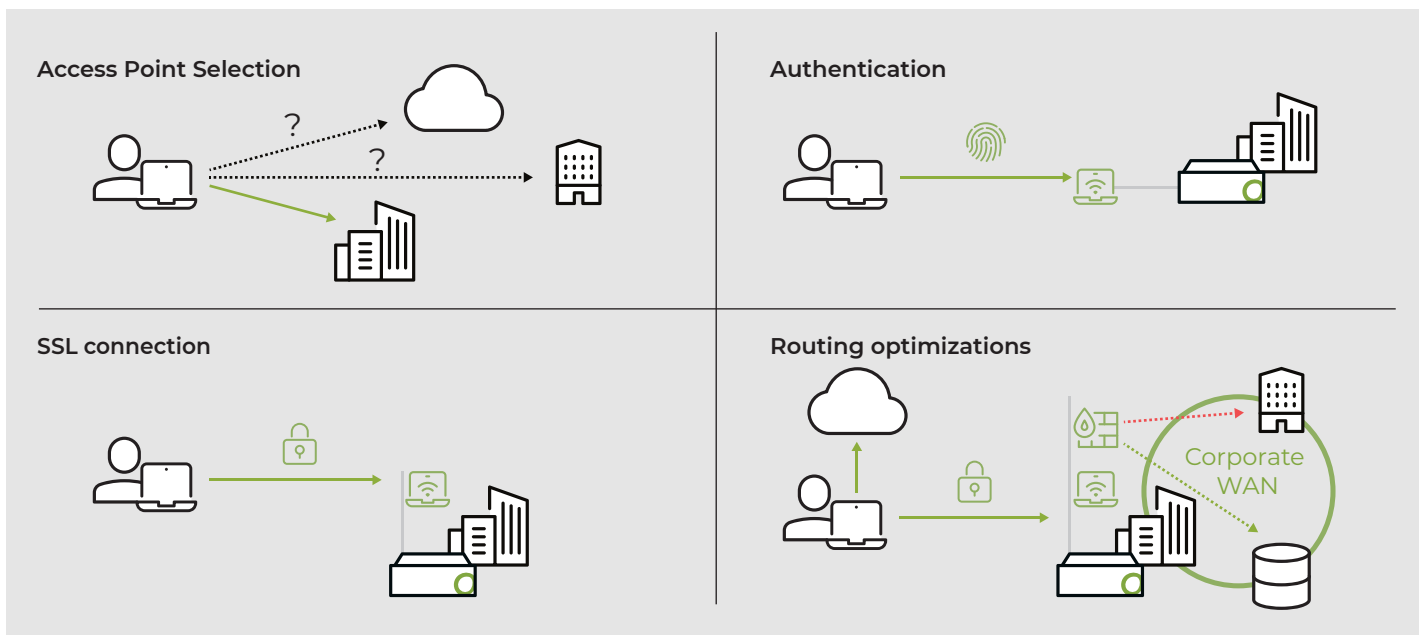 Access Point Selection
?
?
Authentication
SSL connection
Routing optimizations
Corporate
WAN